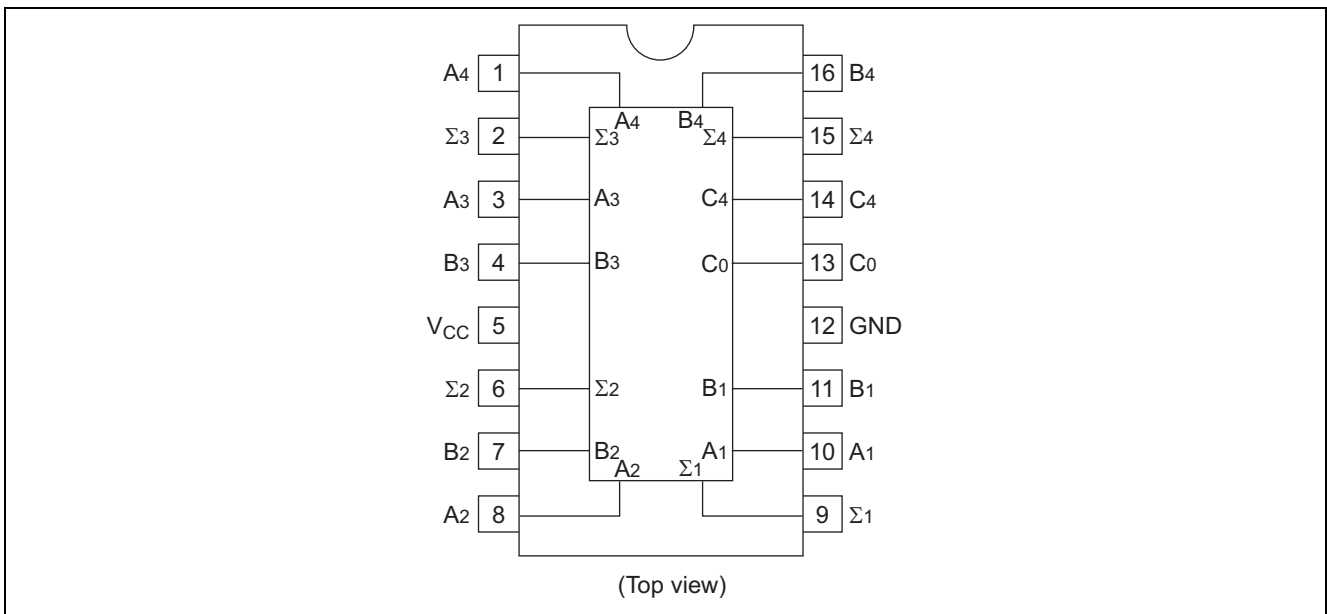 A4 1 16 B4
A4 B4
Σ3 2 Σ3 Σ4 15 Σ4
A3 3 A3 C4 14 C4
B3 4 B3 C0 13 C0
VCC 5 12 GND
Σ2 6 Σ2 B1 11 B1
B2 7 B2 A1 10 A1
A2 Σ1
A2 8 9 Σ1
(Top view)